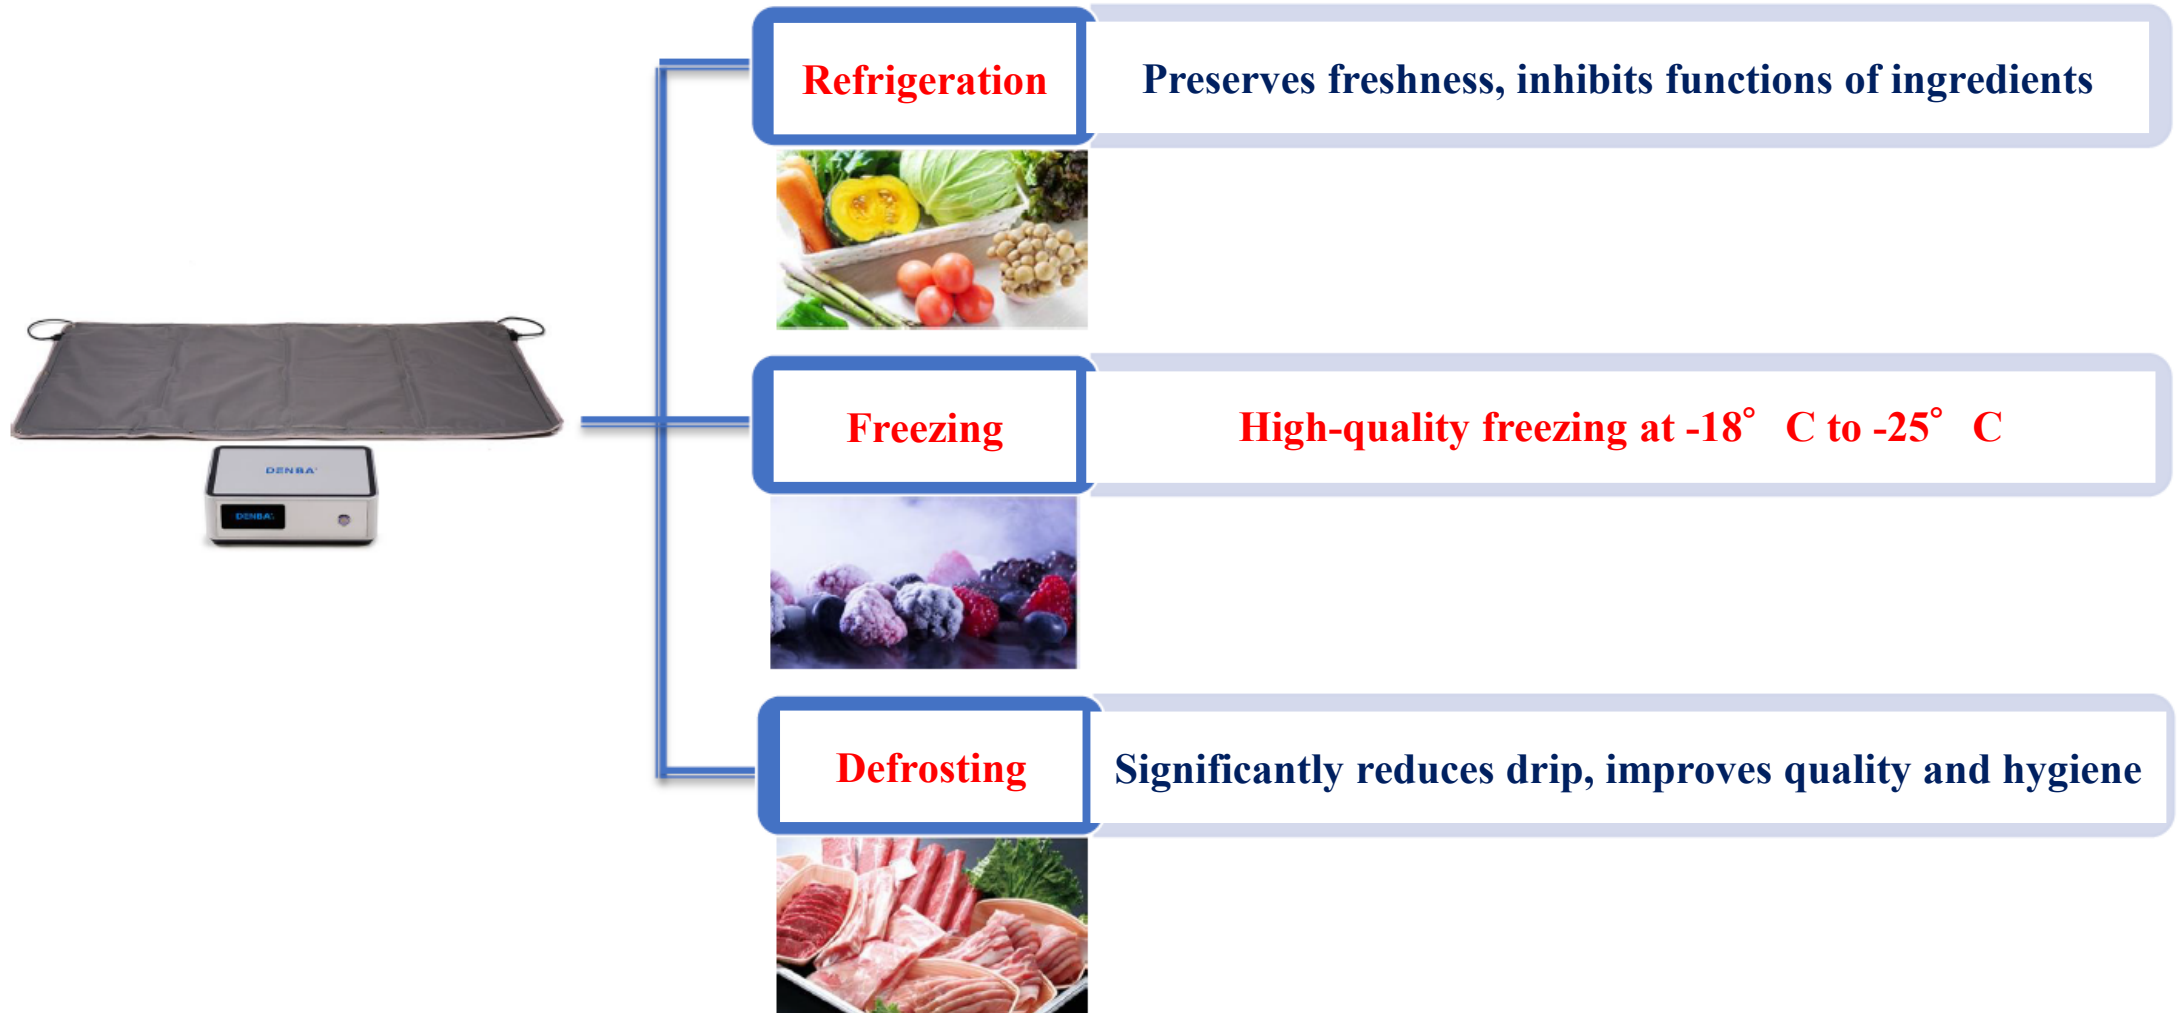 Refrigeration
Preserves freshness, inhibits functions of ingredients
DENBA+
DENBA+
Freezing
High-quality freezing at -18° C to -25° C
Defrosting
Significantly reduces drip, improves quality and hygiene